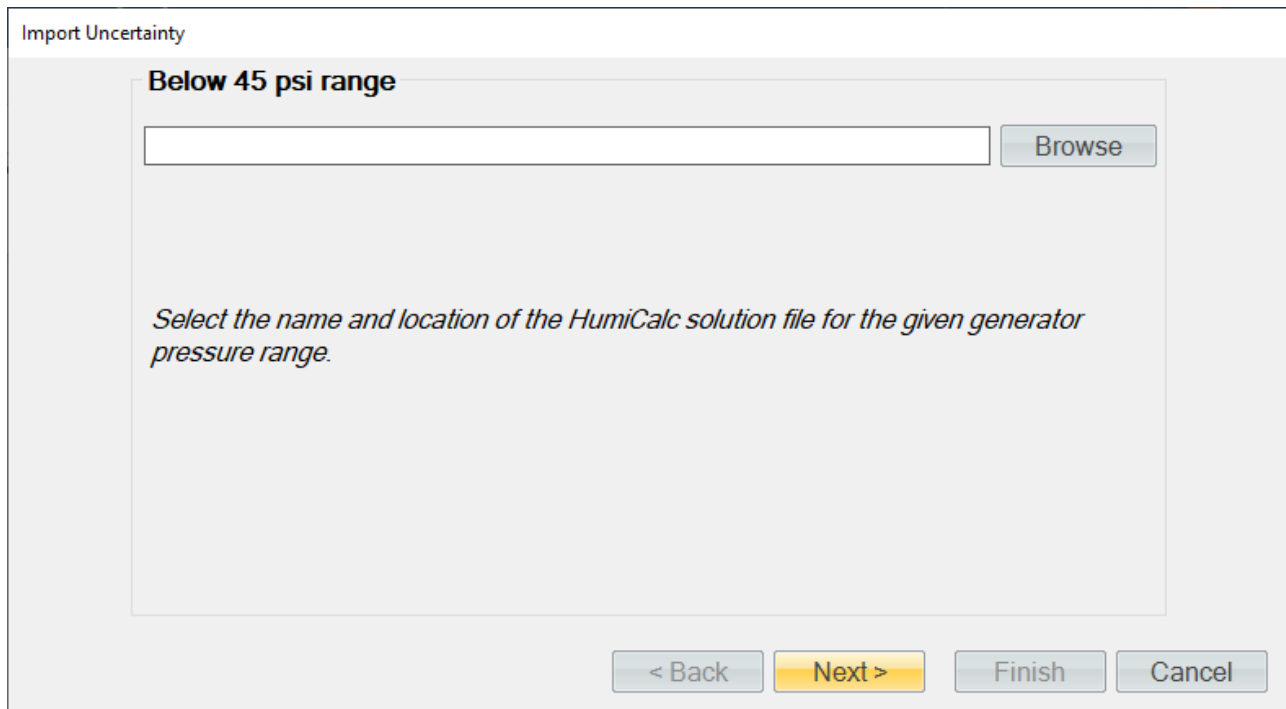 Import Uncertainty
Below 45 psi range
Browse
Select the name and location of the HumiCalc solution file for the given generator
pressure range.
< Back Next > Finish Cancel